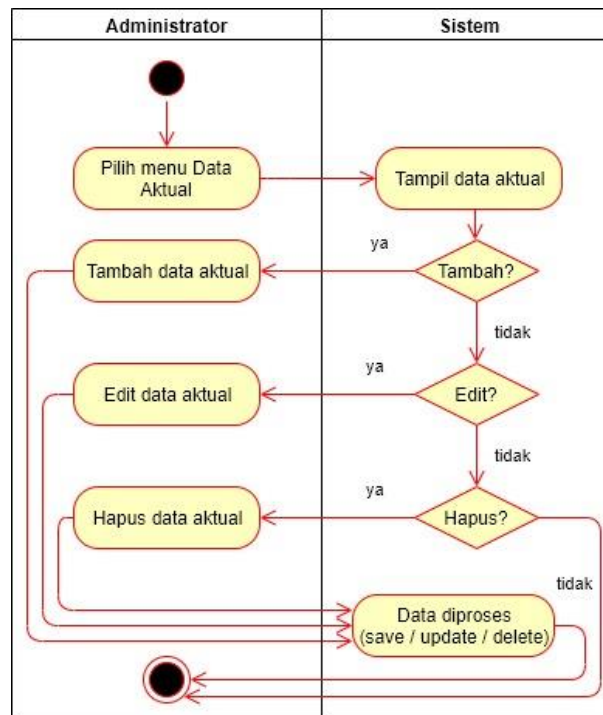 Administrator
Sistem
Pilih menu Data
Aktual
Tampil data aktual
ya
Tambah data aktual
Tambah?
tidak
ya
Edit data aktual
Edit?
tidak
ya
Hapus data aktual
Hapus?
tidak
Data diproses
(save / update / delete)